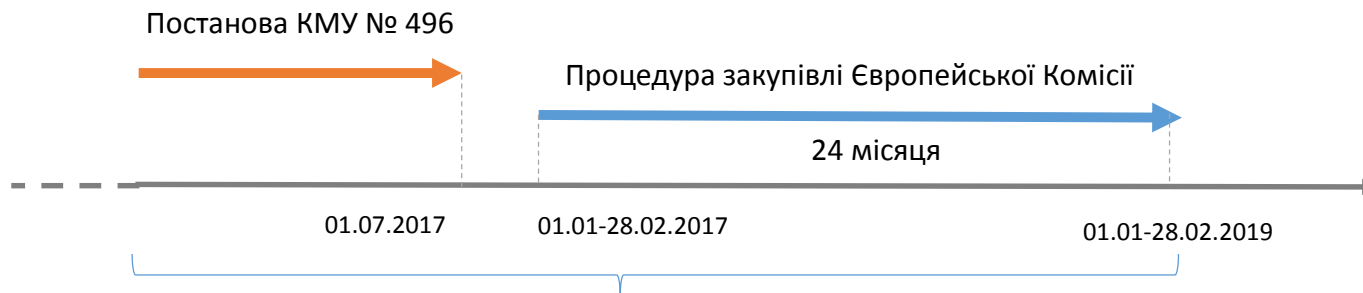 Постанова КМУ № 496
Процедура закупівлі Європейської Комісії
24 місяця
01.07.2017
01.01-28.02.2017
01.01-28.02.2019